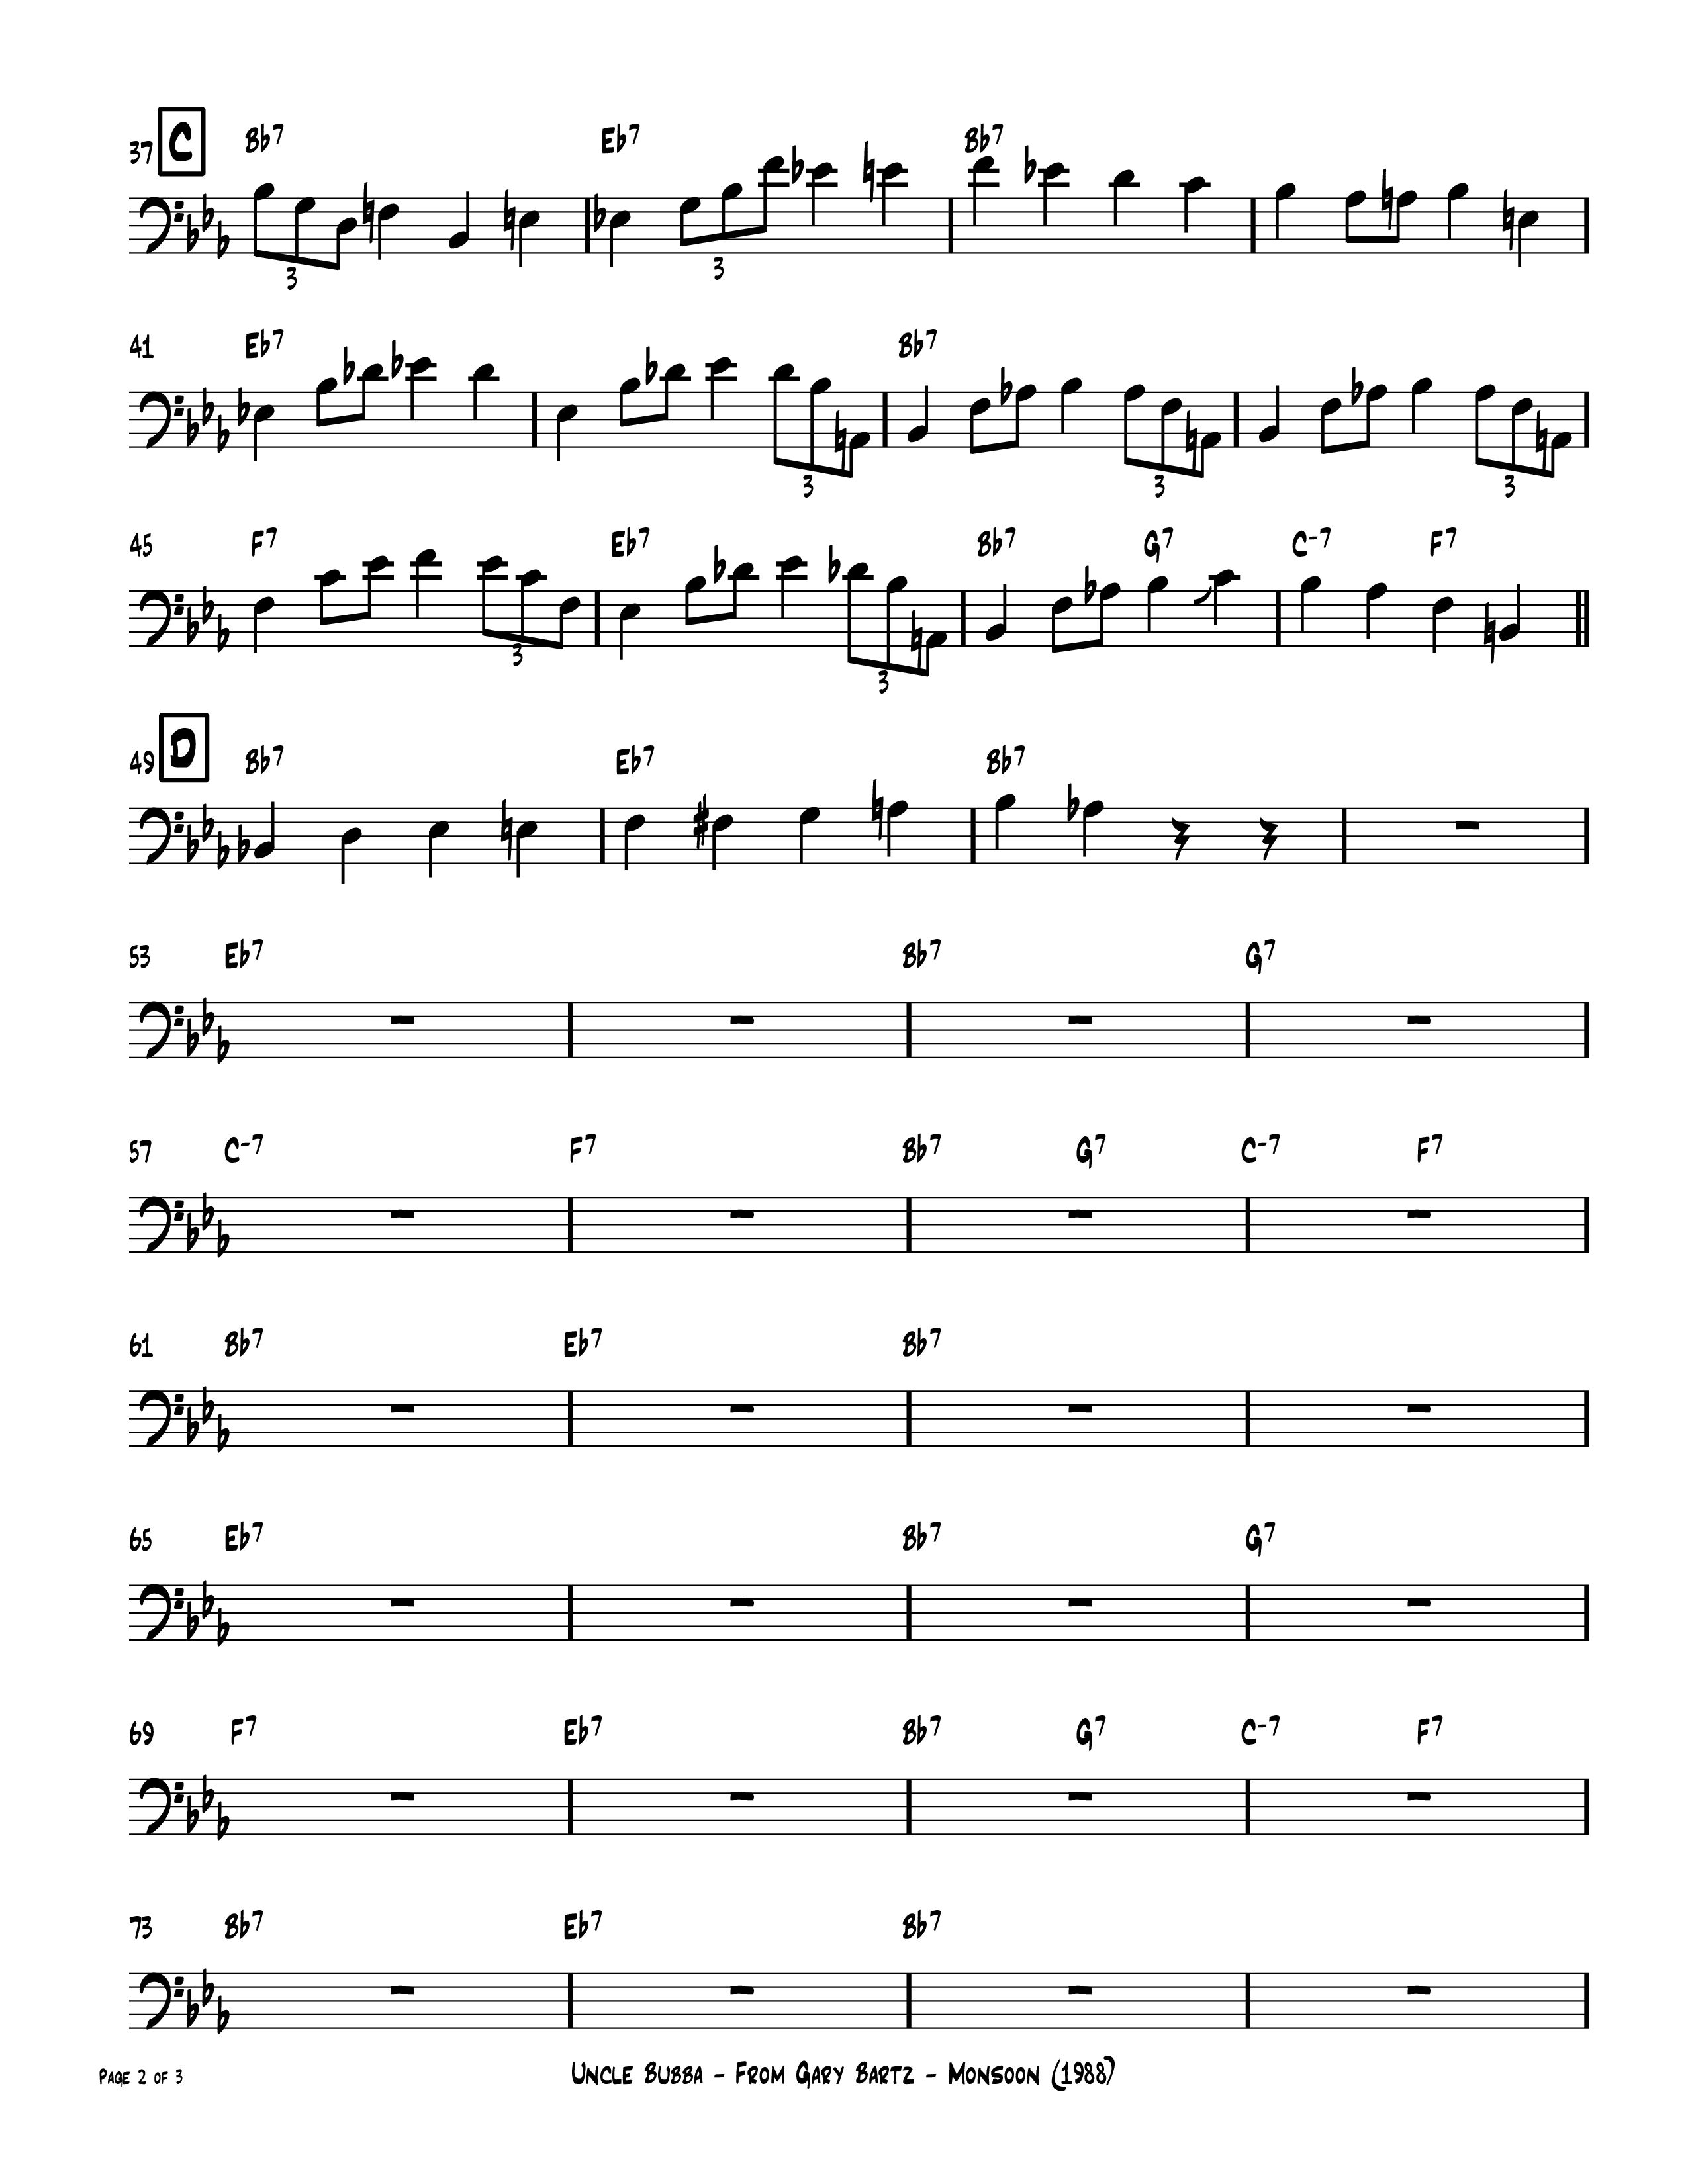 37 C Bb7 Eb7 Bb7
3 3
41 Eb7 Bb7
3 3 3
45 F7 Eb7 Bb7 G7 C-7 F7
3 3
49 D Bb7 Eb7 Bb7
53 Eb7 Bb7 G7
57 C-7 F7 Bb7 G7 C-7 F7
61 Bb7 Eb7 Bb7
65 Eb7 Bb7 G7
69 F7 Eb7 Bb7 G7 C-7 F7
73 Bb7 Eb7 Bb7
Page 2 of 3 Uncle Bubba - From Gary Bartz - Monsoon (1988)